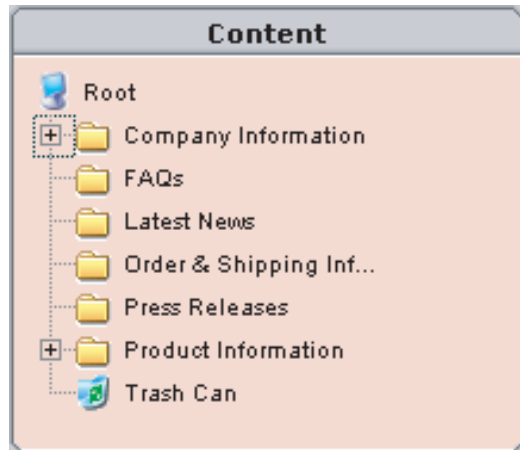 Content
Root
Company Information
FAQs
Latest News
Order & Shipping Inf...
Press Releases
Product Information
Trash Can